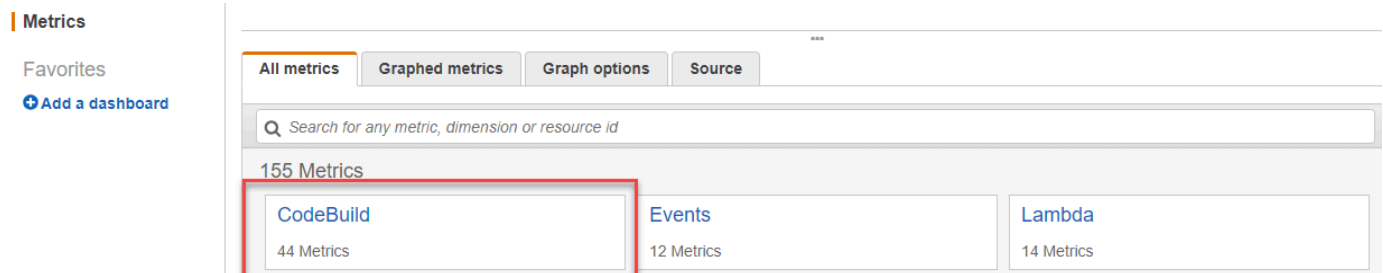 Metrics
Favorites
Add a dashboard
All metrics Graphed metrics Graph options Source
Search for any metric, dimension or resource id
155 Metrics
CodeBuild Events Lambda
44 Metrics 12 Metrics 14 Metrics